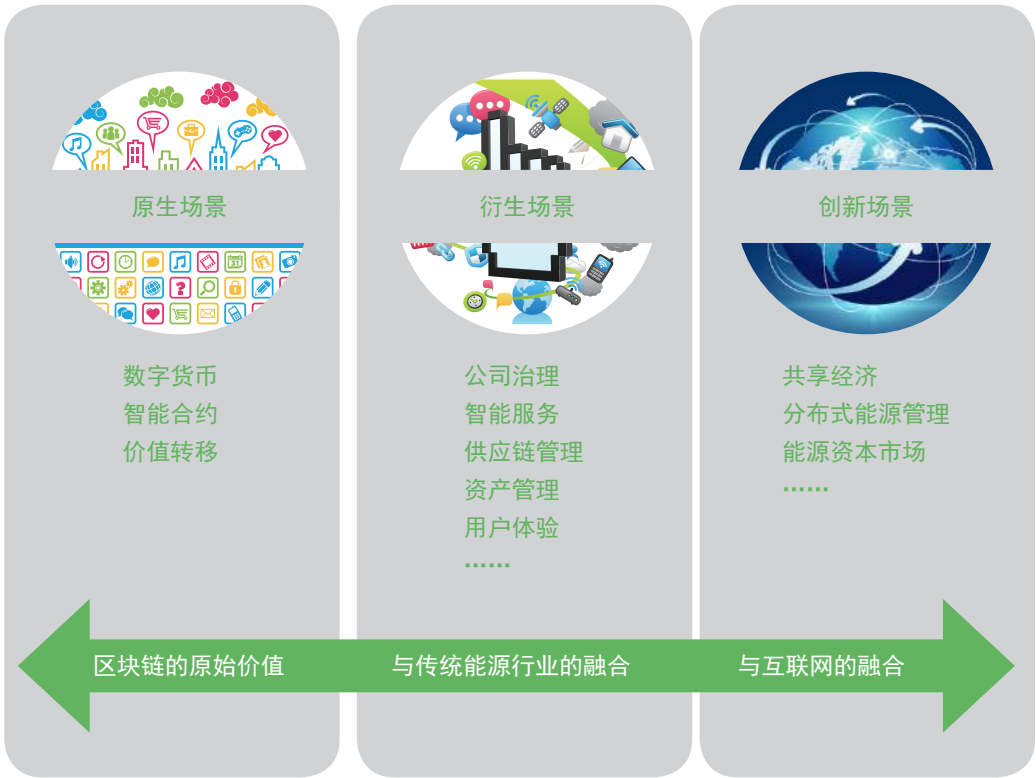 原生场景
数字货币
智能合约
价值转移
衍生场景
公司治理
智能服务
供应链管理
资产管理
用户体验
……
创新场景
共享经济
分布式能源管理
能源资本市场
……
区块链的原始价值
与传统能源行业的融合
与互联网的融合